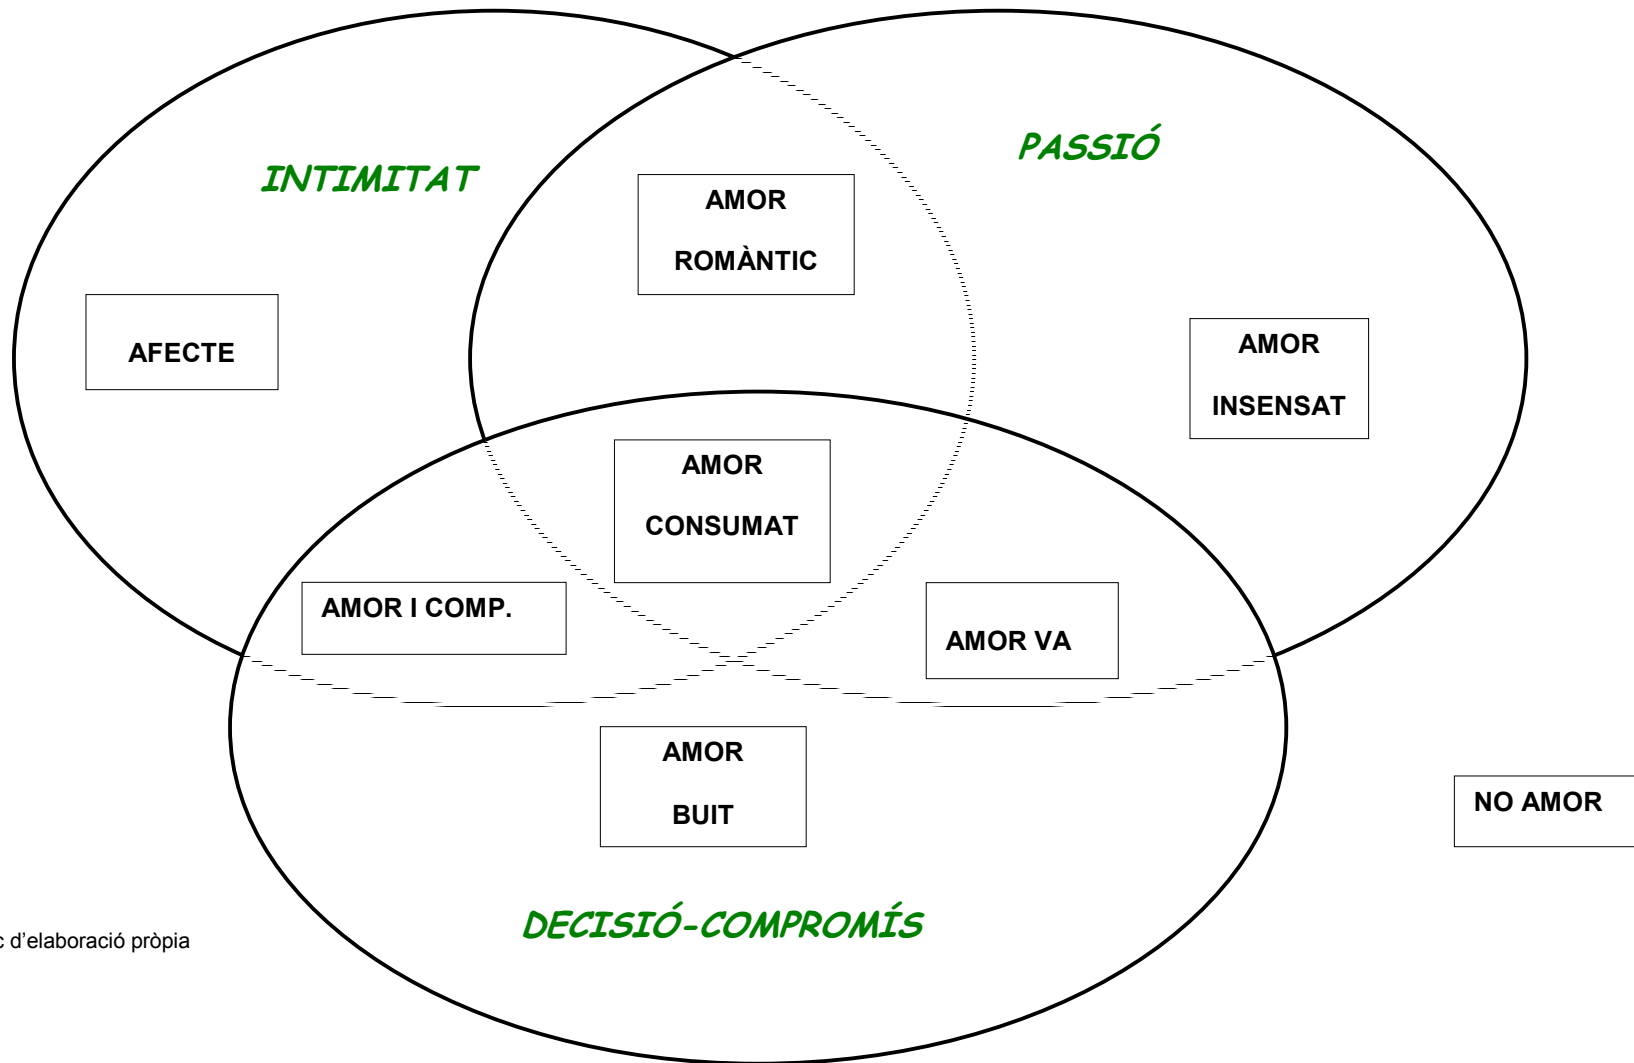 INTIMITAT
PASSIÓ
AMOR
ROMÀNTIC
AFECTE
AMOR
INSENSAT
AMOR
CONSUMAT
AMOR I COMP.
AMOR VA
AMOR
BUIT
NO AMOR
DECISIÓ-COMPROMÍS
d’elaboració pròpia